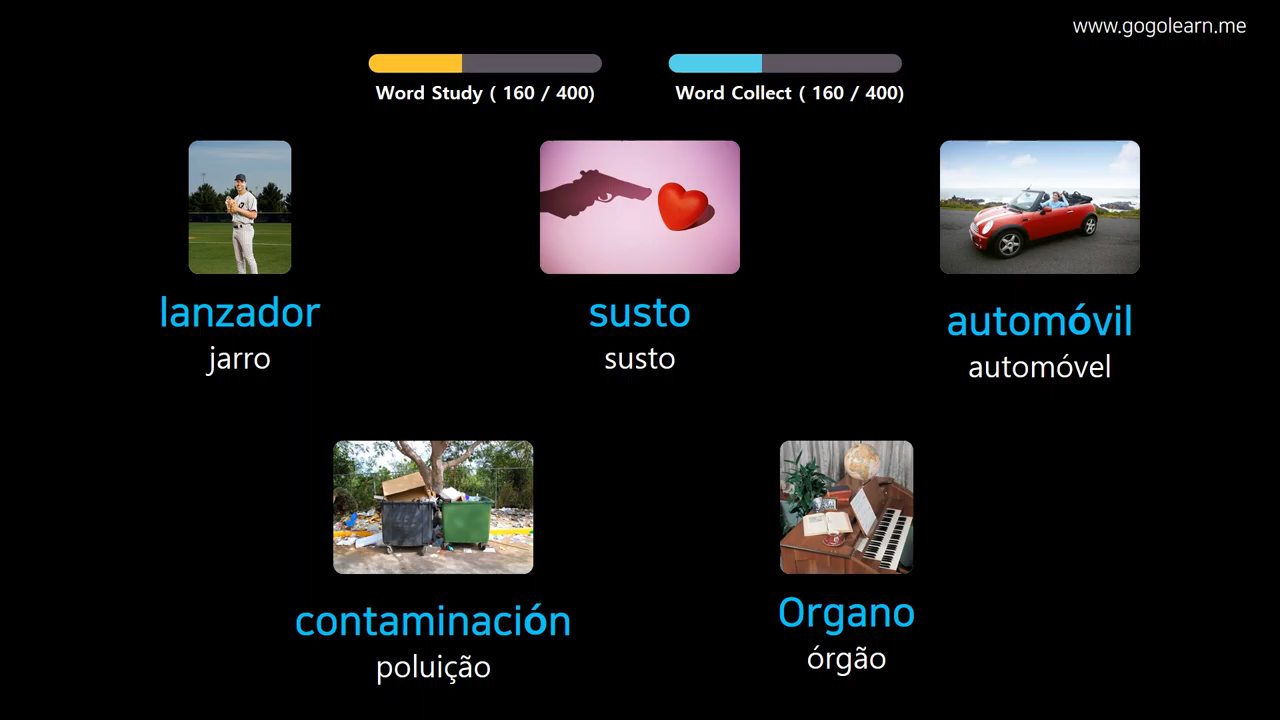 www.gogolearn.me
Word Study ( 160 / 400)
Word Collect ( 160 / 400)
lanzador
jarro
susto
susto
automóvil
automóvel
contaminación
poluição
Organo
órgão